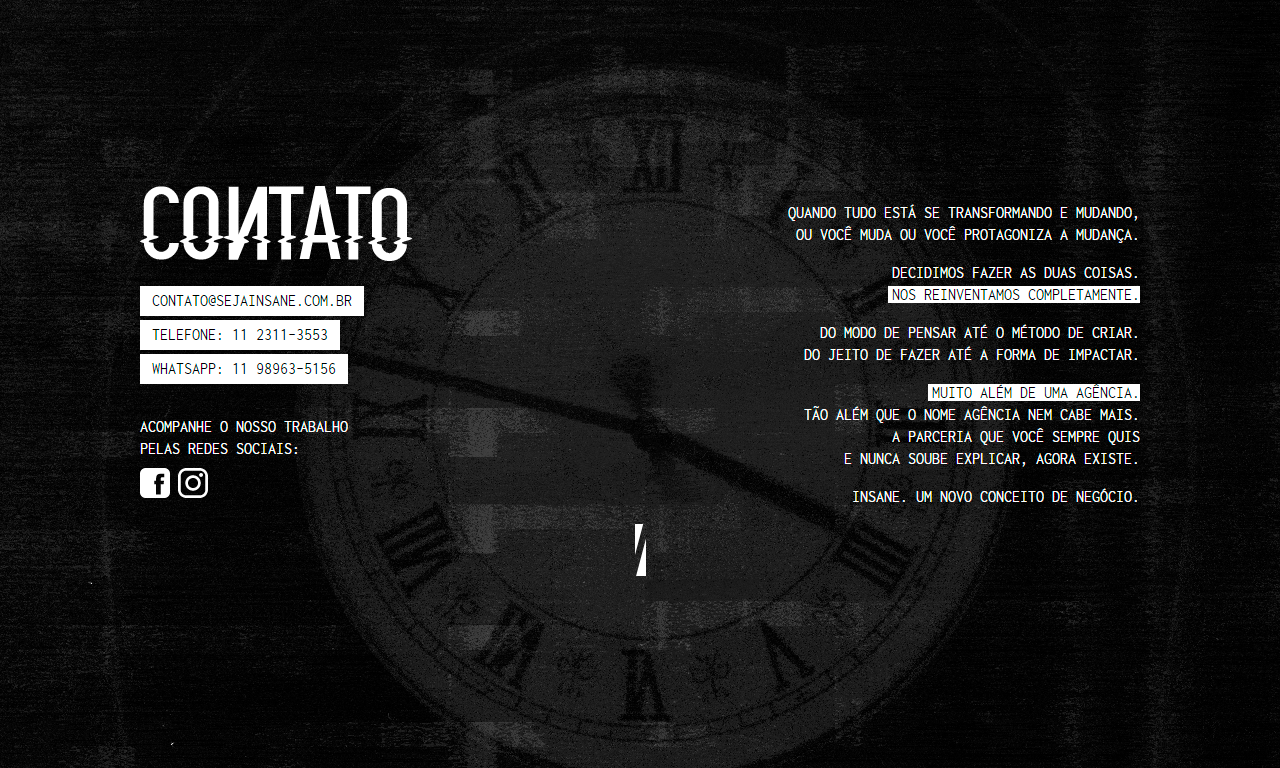 CONTATO
CONTATO@SEJAINSANE.COM.BR
TELEFONE: 11 2311-3553
WHATSAPP: 11 98963-5156
ACOMPANHE O NOSSO TRABALHO
PELAS REDES SOCIAIS:
QUANDO TUDO ESTÁ SE TRANSFORMANDO E MUDANDO,
OU VOCÊ MUDA OU VOCÊ PROTAGONIZA A MUDANÇA.
DECIDIMOS FAZER AS DUAS COISAS.
NOS REINVENTAMOS COMPLETAMENTE.
DO MODO DE PENSAR ATÉ O MÉTODO DE CRIAR.
DO JEITO DE FAZER ATÉ A FORMA DE IMPACTAR.
MUITO ALÉM DE UMA AGÊNCIA.
TÃO ALÉM QUE O NOME AGÊNCIA NEM CABE MAIS.
A PARCERIA QUE VOCÊ SEMPRE QUIS
E NUNCA SOUBE EXPLICAR, AGORA EXISTE.
INSANE. UM NOVO CONCEITO DE NEGÓCIO.